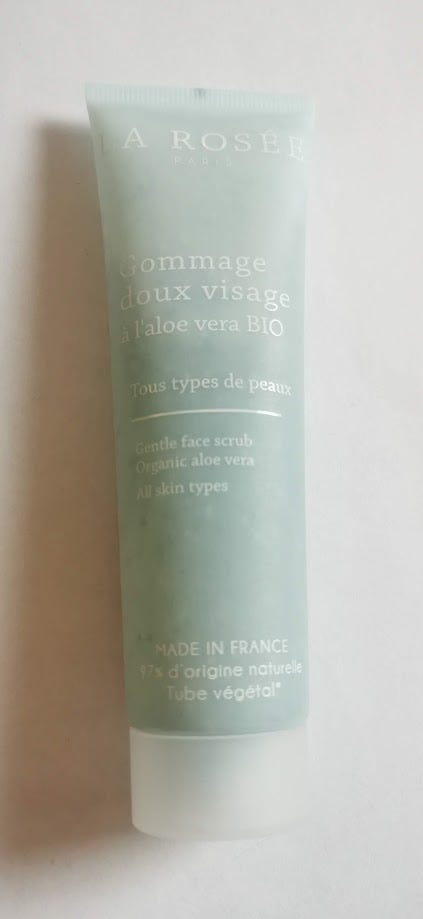 LA ROSÉE
PARIS
Gommage
doux visage
à l'aloe vera BIO
Tous types de peaux
Gentle face scrub
Organic aloe vera
All skin types
MADE IN FRANCE
97% d'origine naturelle
Tube végétal*